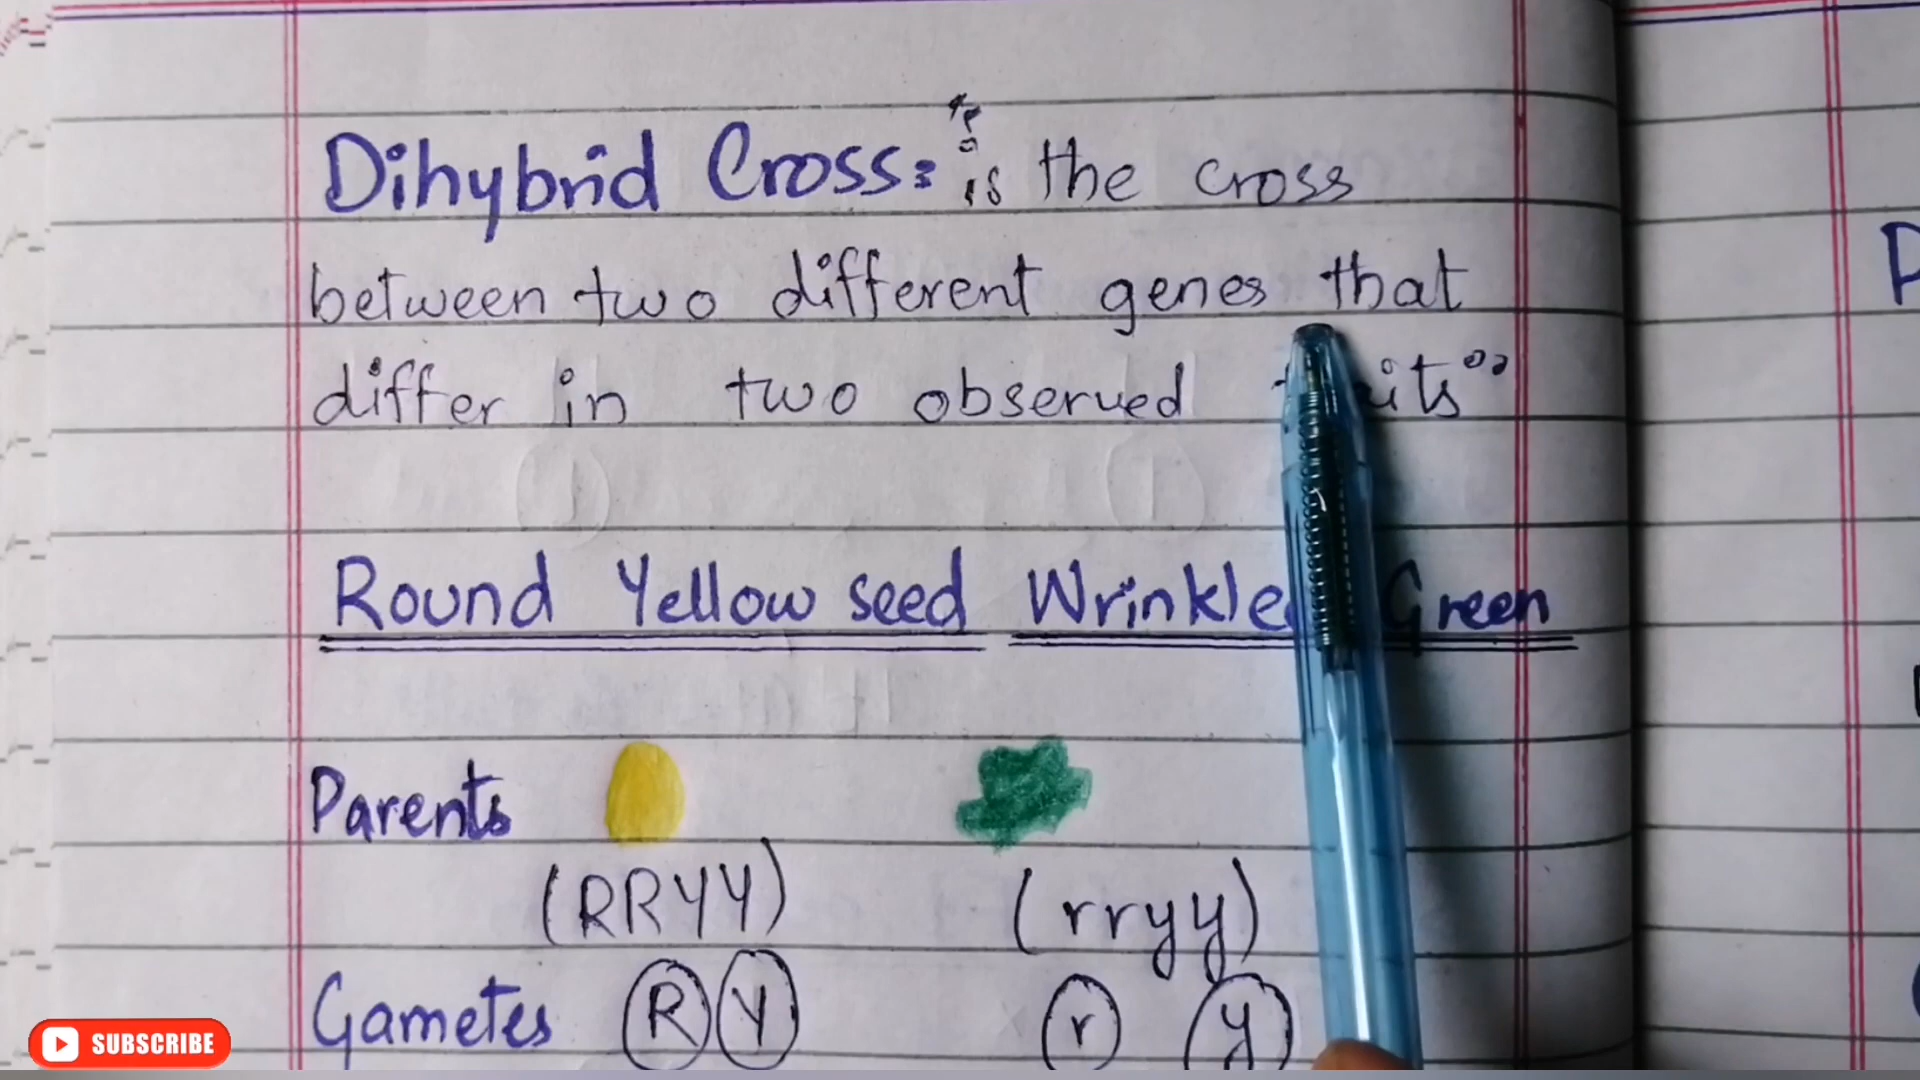 Dihybrid Cross: is the cross
between two different genes that
differ in two observed
Round Yellow seed Wrinkled Green
Parents
(RRYY) (rryy)
Gametes R Y r y
SUBSCRIBE